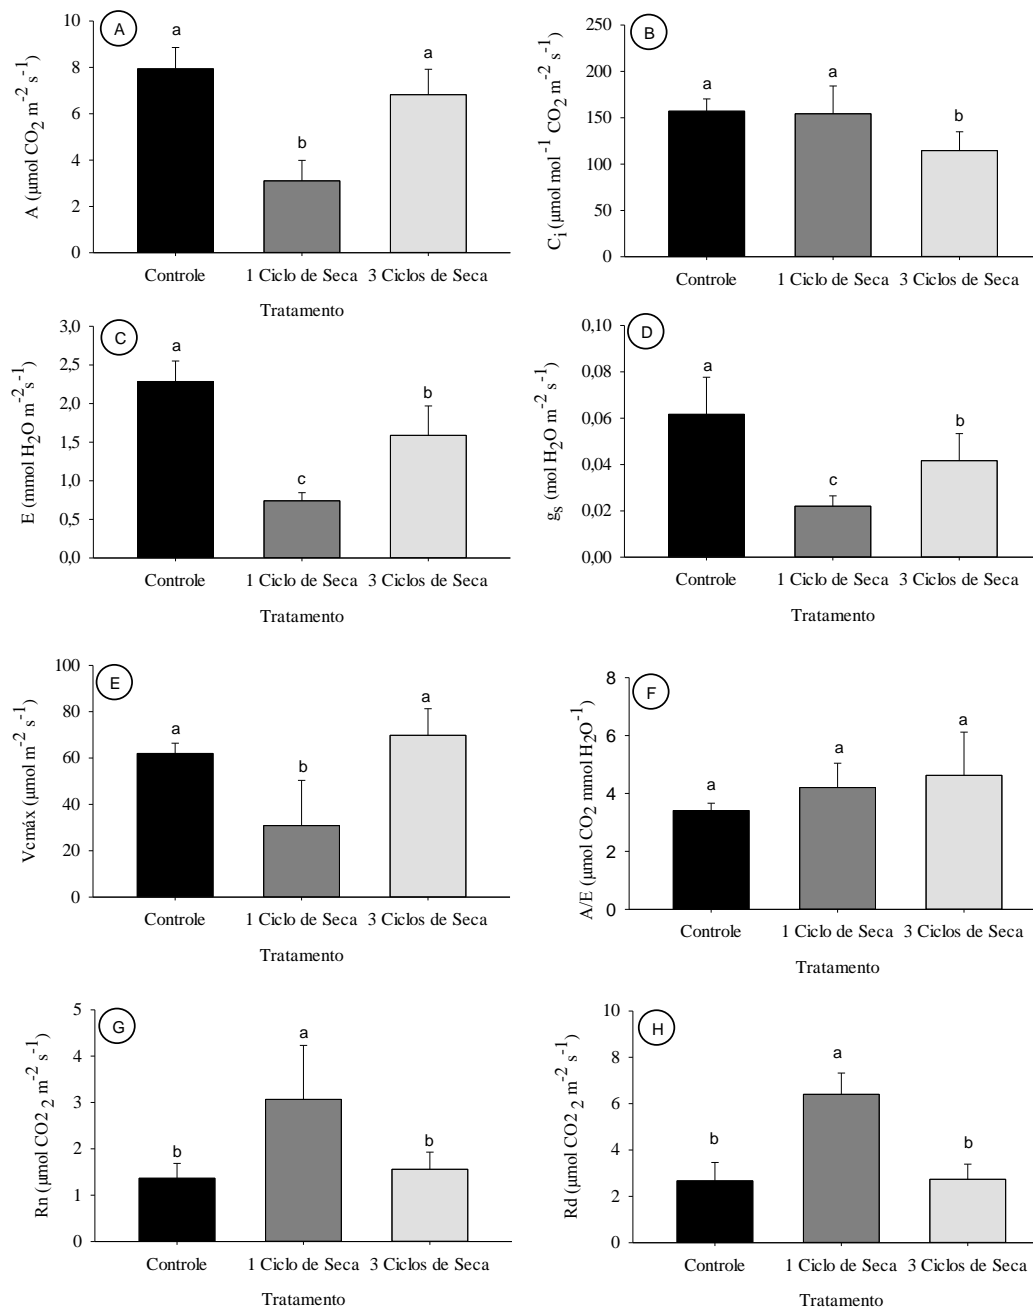 A
10
8
6
4
2
0
A (µmol CO2 m-2 s-1)
a
b
a
Controle
1 Ciclo de Seca
3 Ciclos de Seca
Tratamento
B
250
200
150
100
50
0
Ci (µmol mol-1 CO2 m-2 s-1)
a
a
b
Controle
1 Ciclo de Seca
3 Ciclos de Seca
C
3,0
2,5
2,0
1,5
1,0
0,5
0,0
E (mmol H2O m-2s-1)
a
c
b
Controle
1 Ciclo de Seca
3 Ciclos de Seca
Tratamento
D
0,10
0,08
0,06
0,04
0,02
0,00
gs (mol H2O m-2 s-1)
a
c
b
Controle
1 Ciclo de Seca
3 Ciclos de Seca
Tratamento
E
100
80
60
40
20
0
Vcmáx (µmol m-2 s-1)
a
b
a
Controle
1 Ciclo de Seca
3 Ciclos de Seca
Tratamento
F
8
6
4
2
0
A/E (µmol CO2 mmol H2O-1)
a
a
a
Controle
1 Ciclo de Seca
3 Ciclos de Seca
Tratamento
G
5
4
3
2
1
0
Rn (µmol CO2 2 m-2 s-1)
b
a
b
Controle
1 Ciclo de Seca
3 Ciclos de Seca
Tratamento
H
10
8
6
4
2
0
Rd (µmol CO2 2 m-2 s-1)
b
a
b
Controle
1 Ciclo de Seca
3 Ciclos de Seca
Tratamento